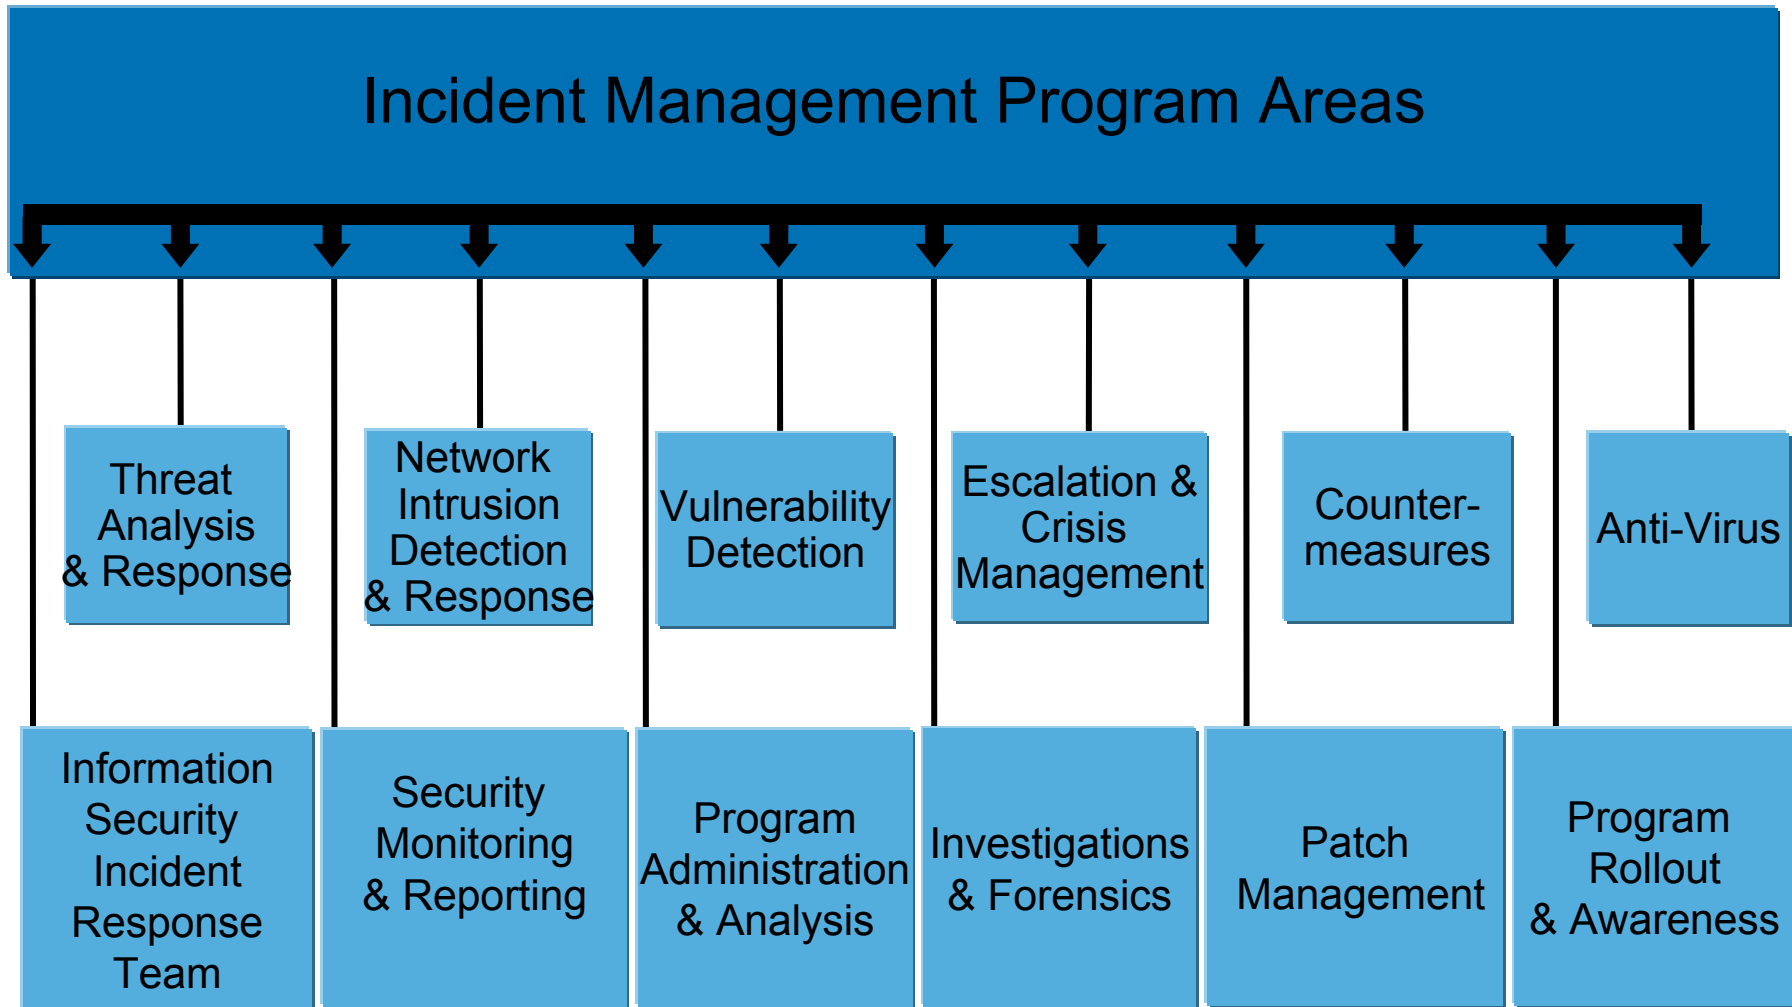 Incident Management Program Areas
Threat
Analysis
& Response
Network
Intrusion
Detection
& Response
Vulnerability
Detection
Escalation &
Crisis
Management
Counter-
measures
Anti-Virus
Information
Security
Incident
Response
Team
Security
Monitoring
& Reporting
Program
Administration
& Analysis
Investigations
& Forensics
Patch
Management
Program
Rollout
& Awareness